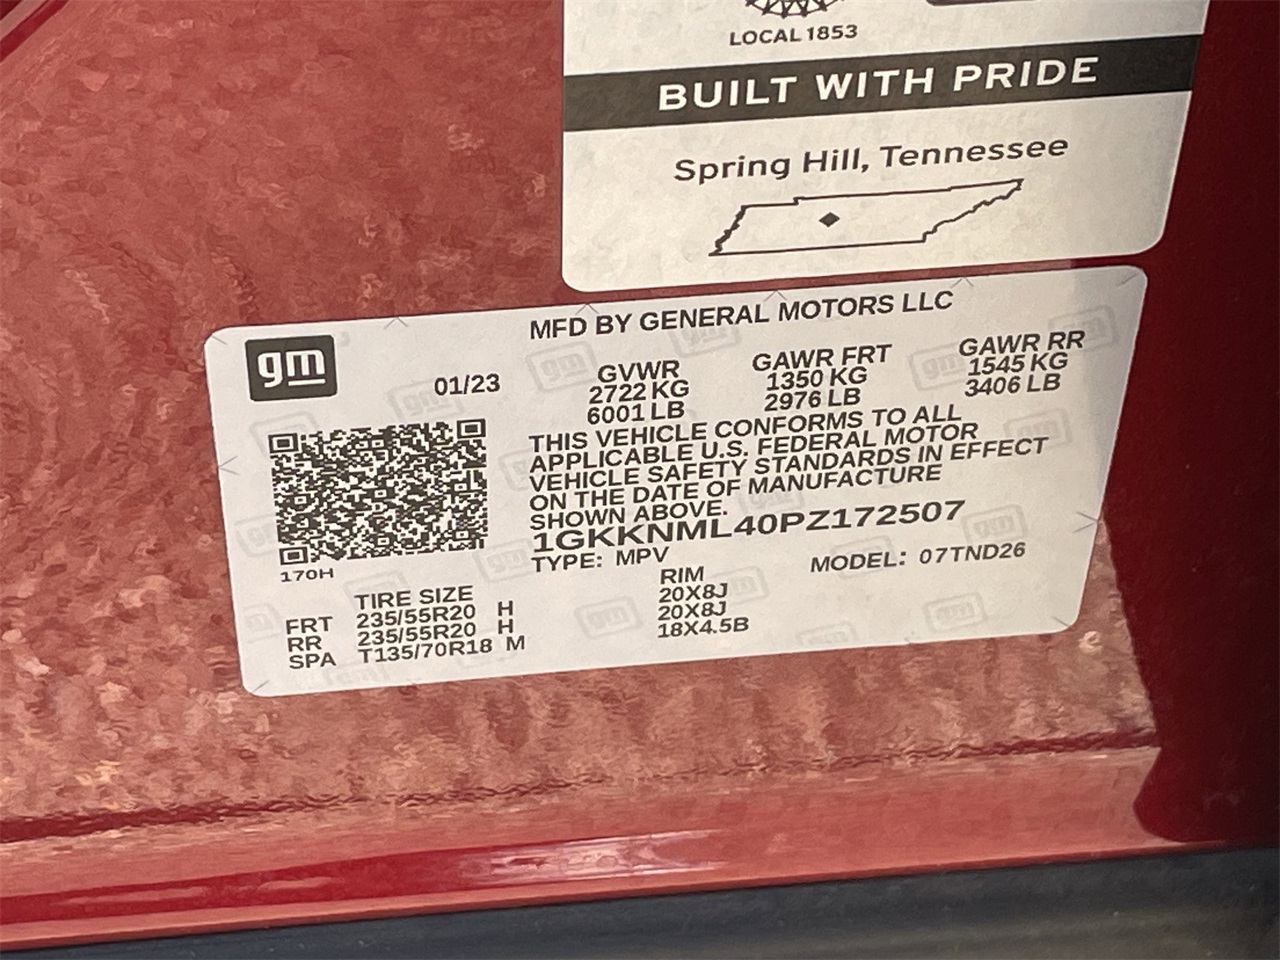 LOCAL 1853
BUILT WITH PRIDE
Spring Hill, Tennessee
MFD BY GENERAL MOTORS LLC
gm
01/23
GVWR
2722 KG
6001 LB
GAWR FRT
1350 KG
2976 LB
GAWR RR
1545 KG
3406 LB
THIS VEHICLE CONFORMS TO ALL
APPLICABLE U.S. FEDERAL MOTOR
VEHICLE SAFETY STANDARDS IN EFFECT
ON THE DATE OF MANUFACTURE
SHOWN ABOVE.
1GKKNML40PZ172507
TYPE: MPV
MODEL: 07TND26
170H
TIRE SIZE
RIM
FRT 235/55R20 H 20X8J
RR 235/55R20 H 20X8J
SPA T135/70R18 M 18X4.5B